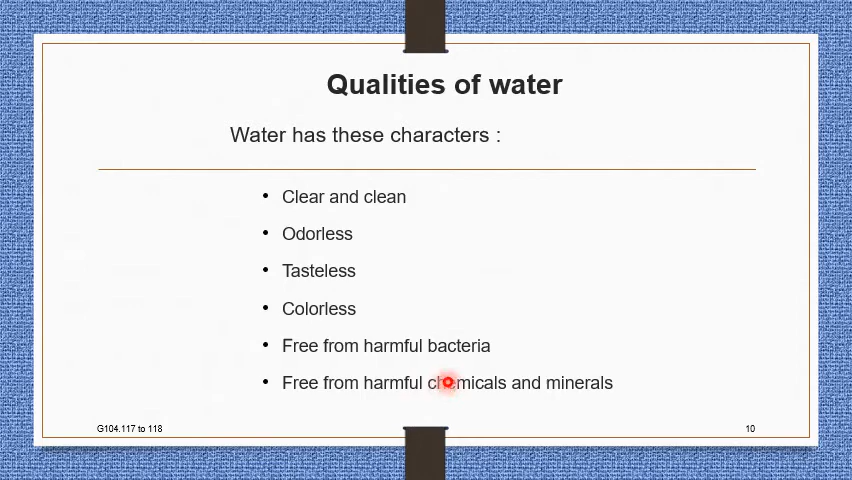 Qualities of water
Water has these characters :
• Clear and clean
• Odorless
• Tasteless
• Colorless
• Free from harmful bacteria
• Free from harmful chemicals and minerals
G104.117 to 118
10